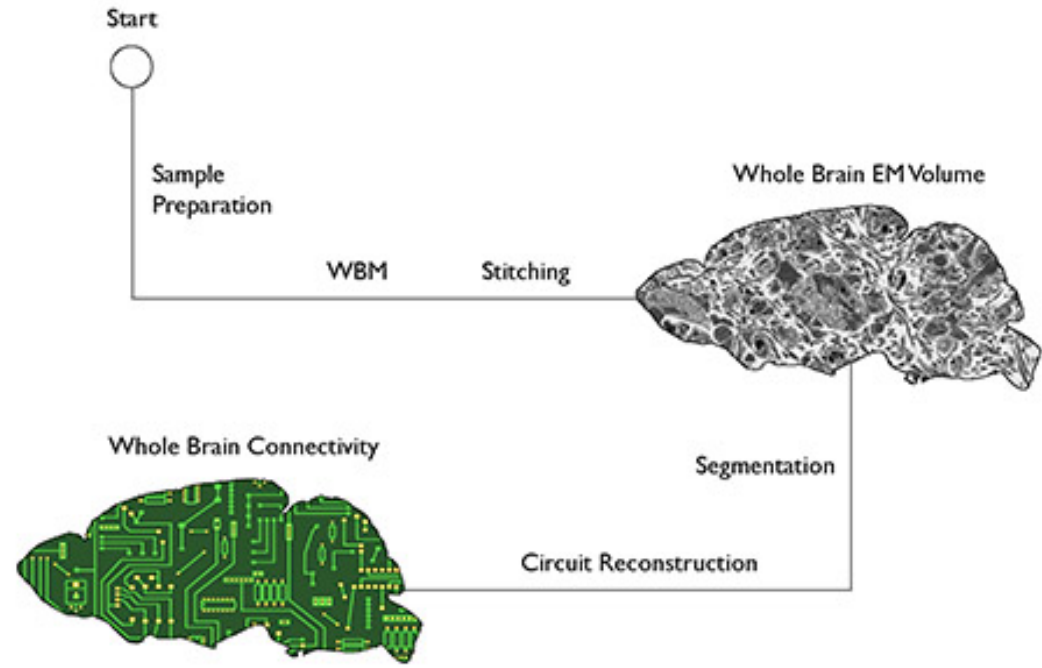 Start
Sample
Preparation
WBM
Stitching
Whole Brain EM Volume
Segmentation
Circuit Reconstruction
Whole Brain Connectivity